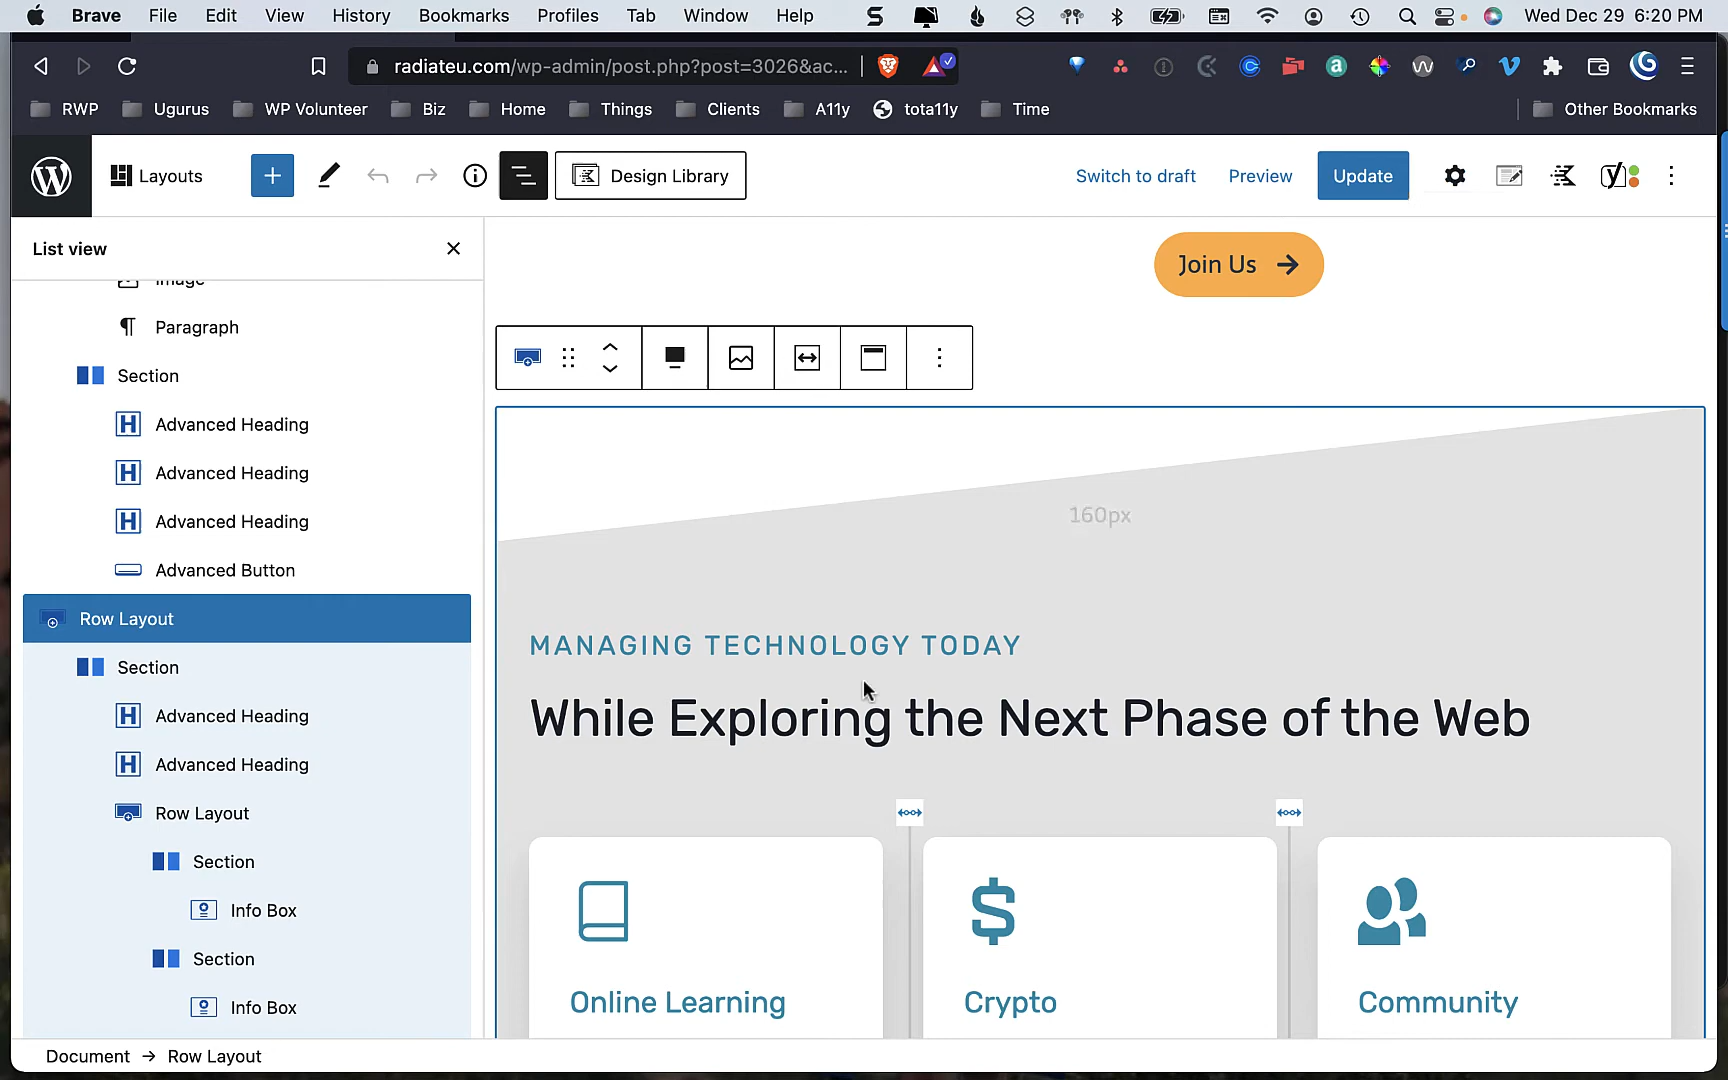 Brave File Edit View History Bookmarks Profiles Tab Window Help Wed Dec 29 6:20 PM
radiateu.com/wp-admin/post.php?post=3026&ac...
RWP Ugurus WP Volunteer Biz Home Things Clients A11y tota11y Time Other Bookmarks
Layouts Design Library Switch to draft Preview Update
List view
Image
Paragraph
Section
Advanced Heading
Advanced Heading
Advanced Heading
Advanced Button
Row Layout
Section
Advanced Heading
Advanced Heading
Row Layout
Section
Info Box
Section
Info Box
Join Us
160px
MANAGING TECHNOLOGY TODAY
While Exploring the Next Phase of the Web
Online Learning Crypto Community
Document → Row Layout